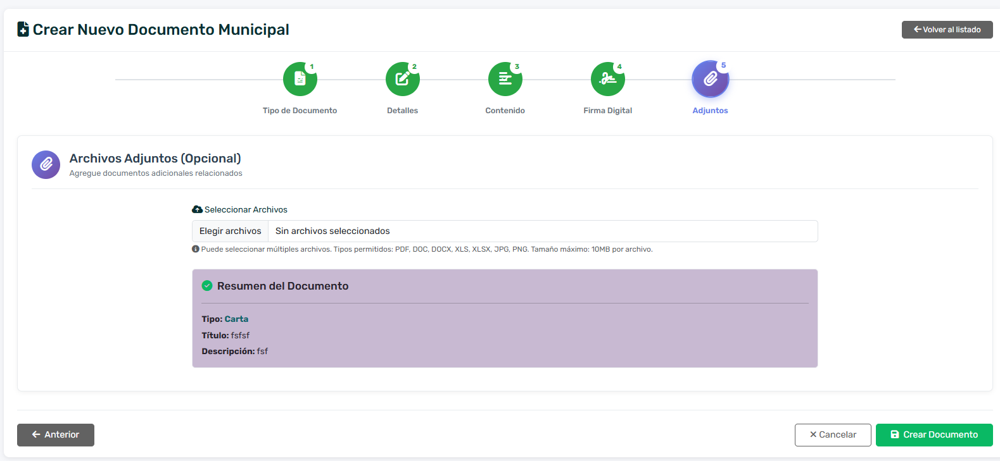 Crear Nuevo Documento Municipal
Volver al listado
1
2
3
4
5
Tipo de Documento
Detalles
Contenido
Firma Digital
Adjuntos
Archivos Adjuntos (Opcional)
Agregue documentos adicionales relacionados
Seleccionar Archivos
Elegir archivos Sin archivos seleccionados
Puede seleccionar múltiples archivos. Tipos permitidos: PDF, DOC, DOCX, XLS, XLSX, JPG, PNG. Tamaño máximo: 10MB por archivo.
Resumen del Documento
Tipo: Carta
Título: fsfsf
Descripción: fsf
Anterior
Cancelar
Crear Documento